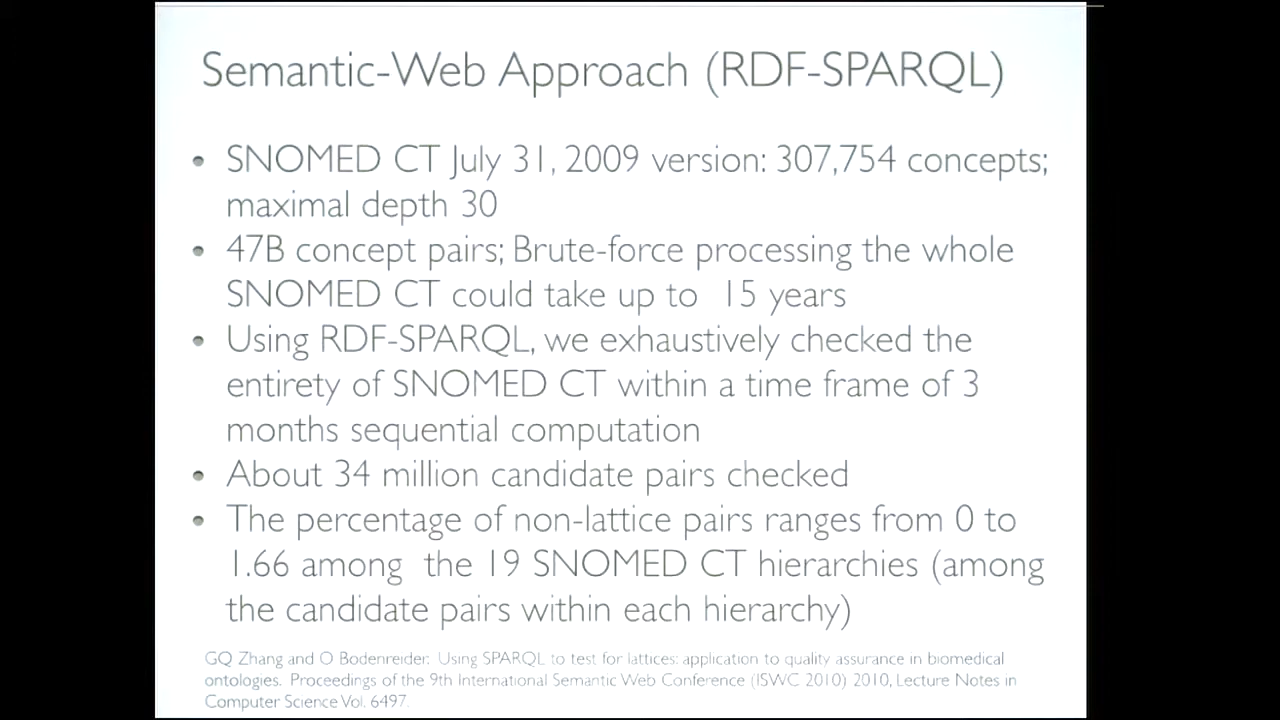 Semantic-Web Approach (RDF-SPARQL)
• SNOMED CT July 31, 2009 version: 307,754 concepts;
maximal depth 30
• 47B concept pairs; Brute-force processing the whole
SNOMED CT could take up to 15 years
• Using RDF-SPARQL, we exhaustively checked the
entirety of SNOMED CT within a time frame of 3
months sequential computation
• About 34 million candidate pairs checked
• The percentage of non-lattice pairs ranges from 0 to
1.66 among the 19 SNOMED CT hierarchies (among
the candidate pairs within each hierarchy)
GQ Zhang and O Bodenreider: Using SPARQL to test for lattices: application to quality assurance in biomedical
ontologies. Proceedings of the 9th International Semantic Web Conference (ISWC 2010) 2010, Lecture Notes in
Computer Science Vol. 6497.